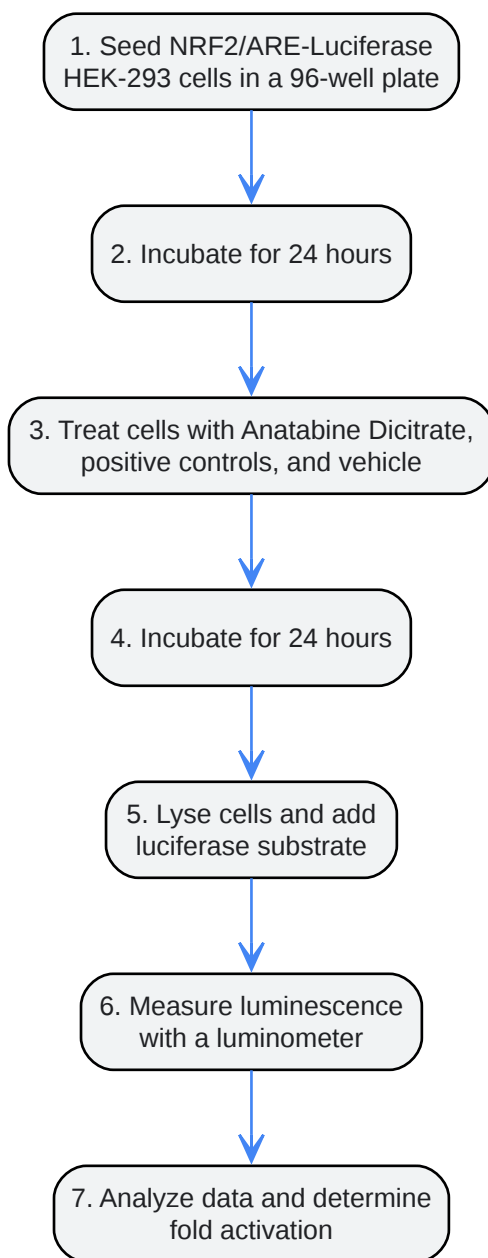 1. Seed NRF2/ARE-Luciferase
HEK-293 cells in a 96-well plate
2. Incubate for 24 hours
3. Treat cells with Anatabine Dicitrate,
positive controls, and vehicle
4. Incubate for 24 hours
5. Lyse cells and add
luciferase substrate
6. Measure luminescence
with a luminometer
7. Analyze data and determine
fold activation